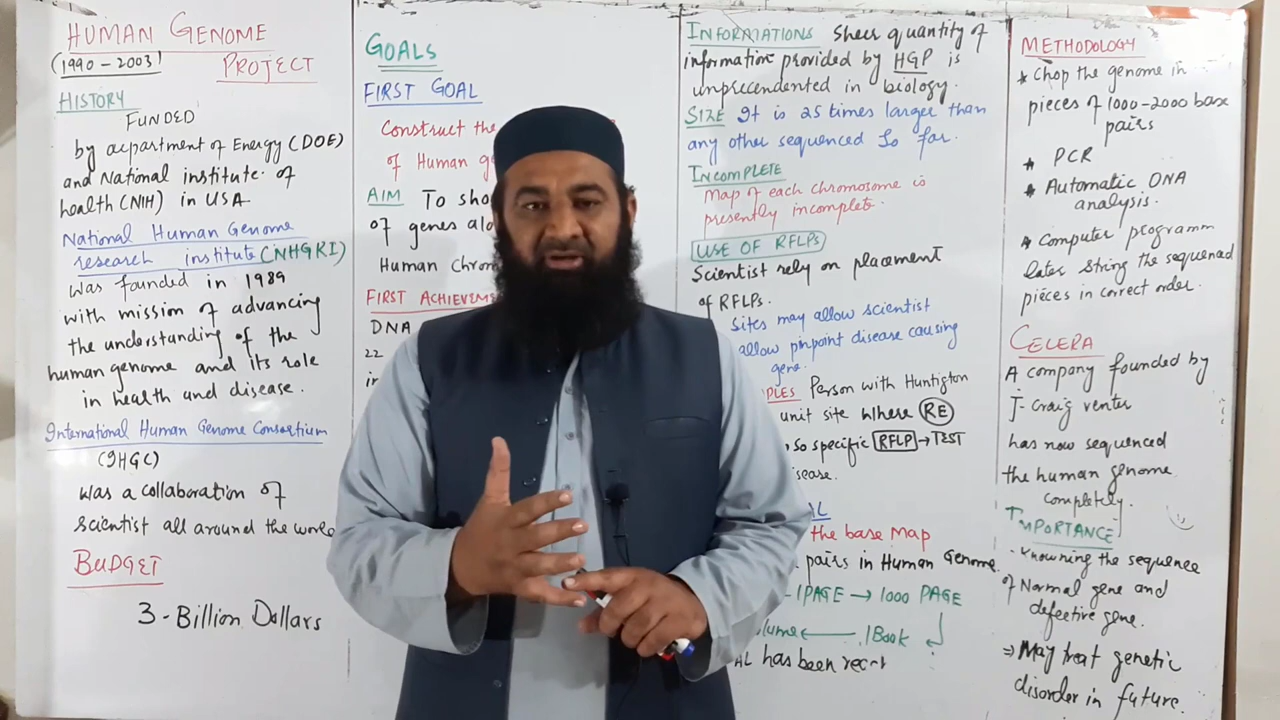 HUMAN GENOME
(1990 - 2003) PROJECT
HISTORY
FUNDED
by department of Energy (DOE)
and National institute of
health (NIH) in USA
National Human Genome
research institute (NHGRI)
was founded in 1989
with mission of advancing
the understanding of the
human genome and its role
in health and disease.
International Human Genome Consortium
(IHGC)
was a collaboration of
scientist all around the world
BUDGET
3 - Billion Dollars
GOALS
FIRST GOAL
Construct the
of Human ge
AIM To sho
of genes alo
Human chrom
FIRST ACHIEVEME
DNA
22
in
INFORMATIONS Sheer quantity of
information provided by HGP is
unprecendented in biology.
SIZE It is 25 times larger than
any other sequenced so far.
INCOMPLETE
Map of each chromosome is
presently incomplete.
USE OF RFLPs
Scientist rely on placement
of RFLPs.
Sites may allow scientist
allow pinpoint disease causing
gene.
PLES Person with Huntigton
unit site where RE
so specific RFLP → TEST
isease.
AL
the base Map
pairs in Human Genome.
- 1PAGE → 1000 PAGE
olume ← 1Book
AL has been
METHODOLOGY
* Chop the genome in
pieces of 1000-2000 base
pairs
* PCR
* Automatic DNA
analysis.
* Computer programm
later string the sequenced
pieces in correct order.
CELERA
A company founded by
J- Craig venter
has now sequenced
the human genome
completely.
IMPORTANCE
- Knowning the sequence
of Normal gene and
defective gene.
⇒ May treat genetic
disorder in future.